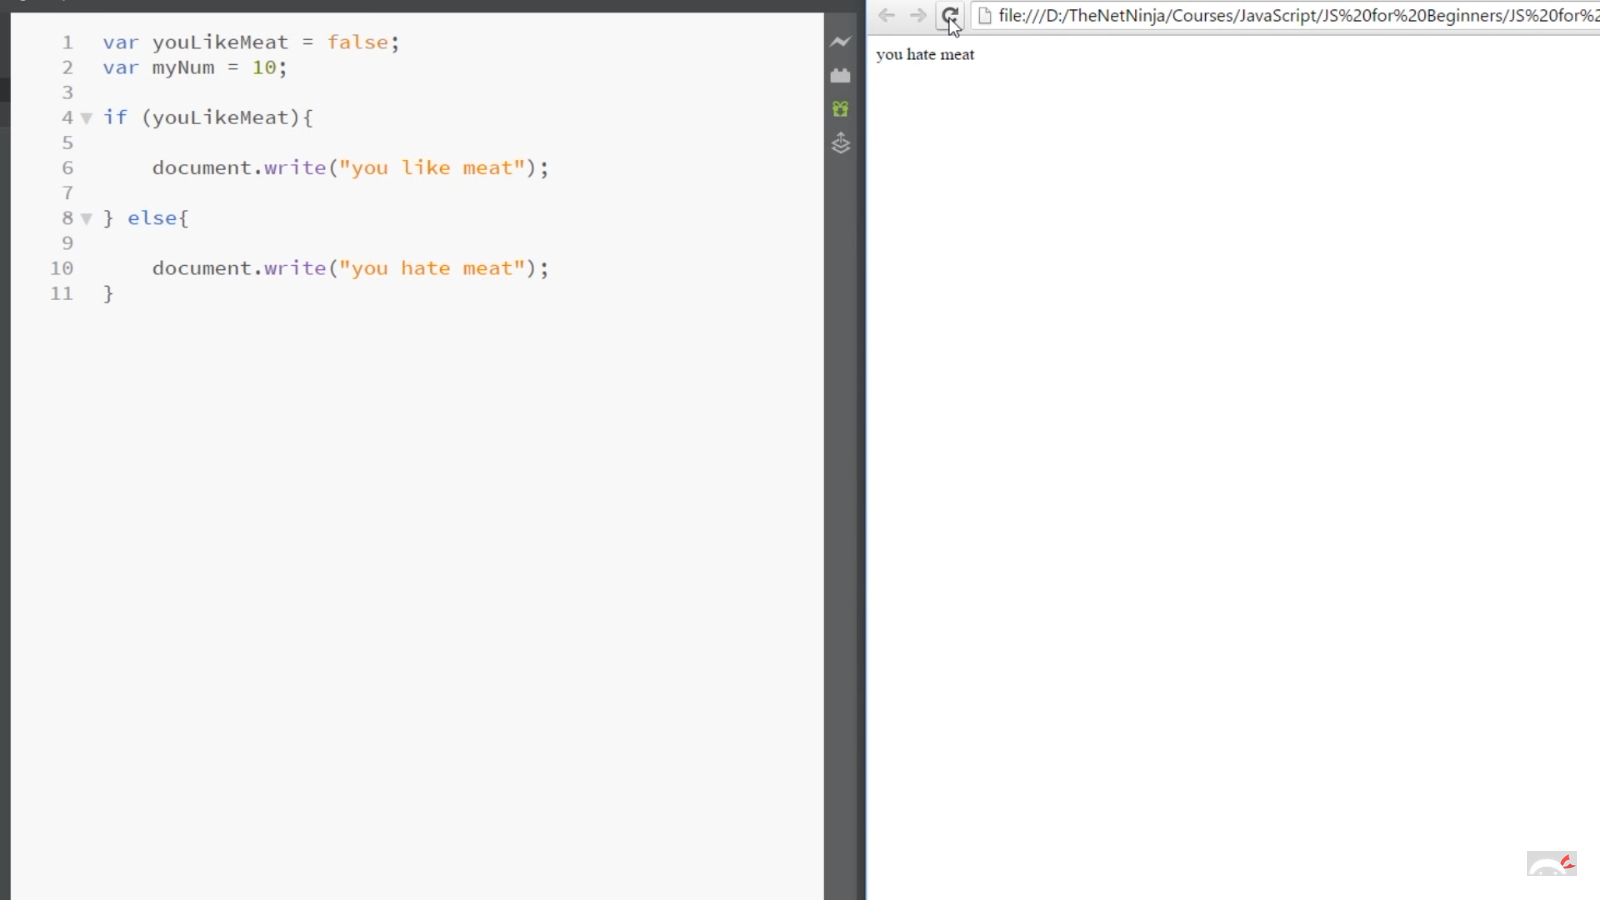 1 var youLikeMeat = false;
2 var myNum = 10;
3
4 if (youLikeMeat){
5
6 document.write("you like meat");
7
8 } else{
9
10 document.write("you hate meat");
11 }
file:///D:/TheNetNinja/Courses/JavaScript/JS%20for%20Beginners/JS%20for%2
you hate meat